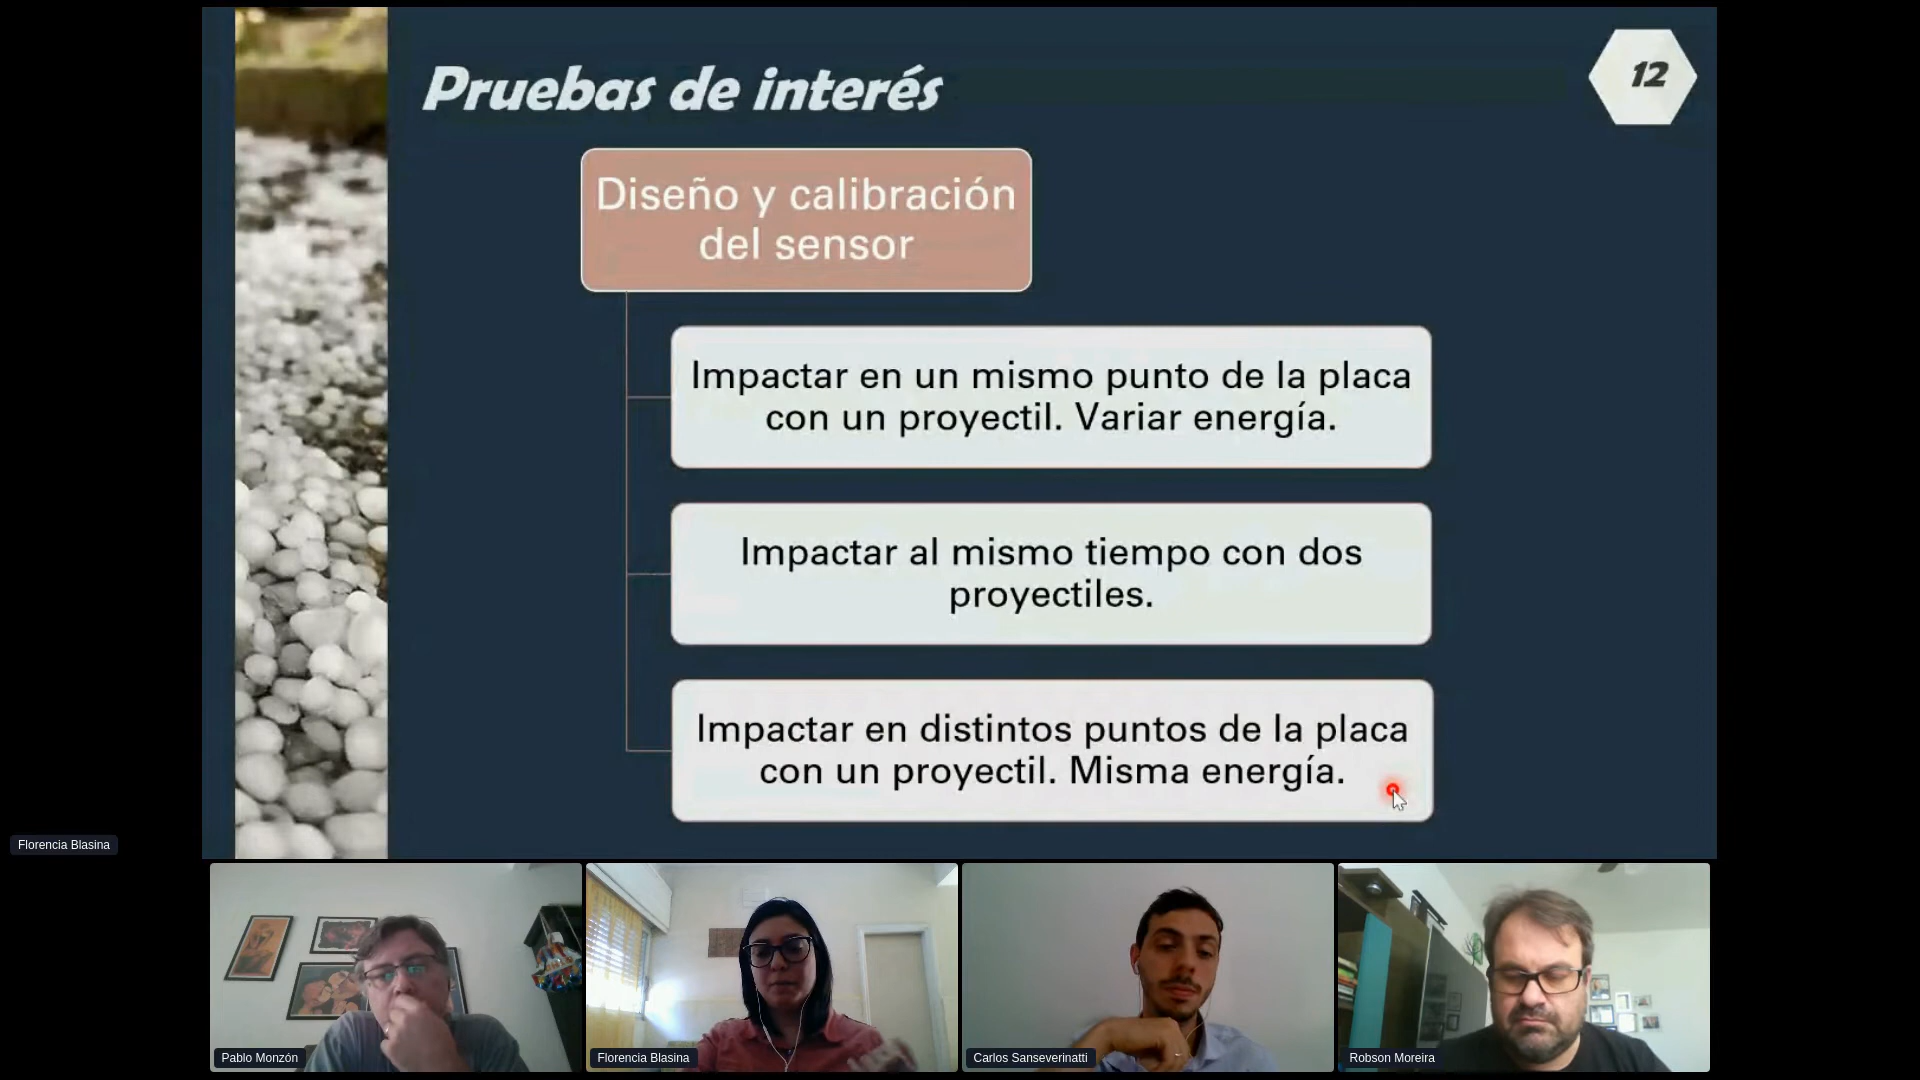 Pruebas de interés
12
Diseño y calibración
del sensor
Impactar en un mismo punto de la placa
con un proyectil. Variar energía.
Impactar al mismo tiempo con dos
proyectiles.
Impactar en distintos puntos de la placa
con un proyectil. Misma energía.
Florencia Blasina
Pablo Monzón
Florencia Blasina
Carlos Sanseverinatti
Robson Moreira